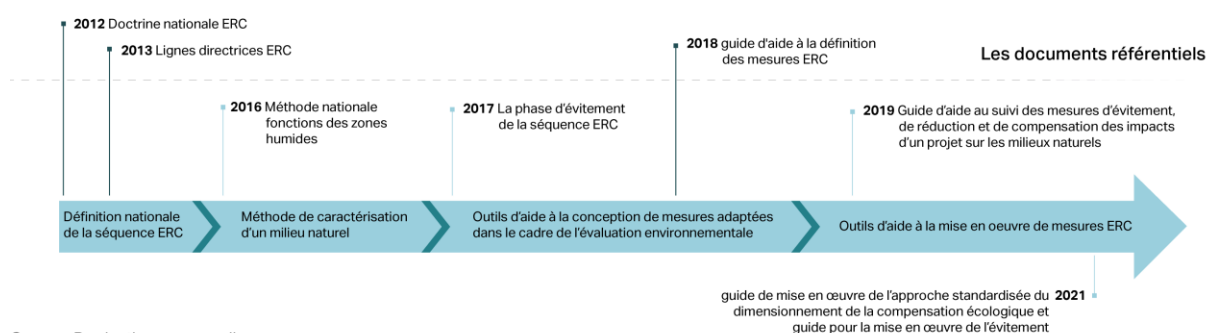 2012 Doctrine nationale ERC
2013 Lignes directrices ERC
2018 guide d'aide à la définition
des mesures ERC
Les documents référentiels
2016 Méthode nationale
fonctions des zones
humides
2017 La phase d'évitement
de la séquence ERC
2019 Guide d'aide au suivi des mesures d'évitement,
de réduction et de compensation des impacts
d'un projet sur les milieux naturels
Définition nationale
de la séquence ERC
Méthode de caractérisation
d'un milieu naturel
Outils d'aide à la conception de mesures adaptées
dans le cadre de l'évaluation environnementale
Outils d'aide à la mise en oeuvre de mesures ERC
guide de mise en œuvre de l'approche standardisée du 2021
dimensionnement de la compensation écologique et
guide pour la mise en œuvre de l'évitement